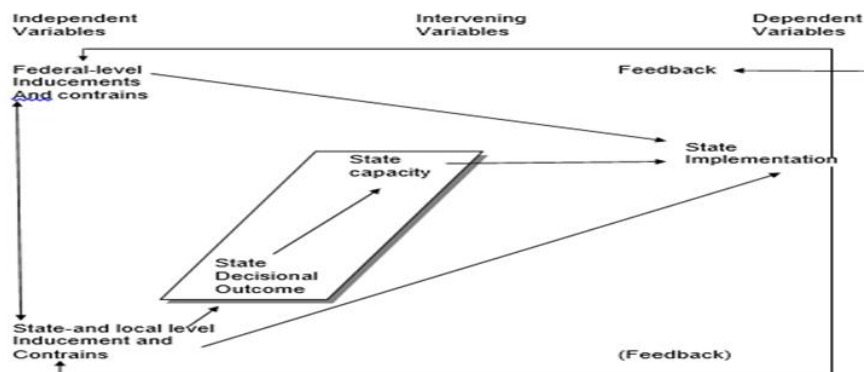 Independent
Variables
Intervening
Variables
Dependent
Variables
Federal-level
Inducements
And contrains
Feedback
State
Implementation
State
capacity
State
Decisional
Outcome
State-and local level
Inducement and
Contrains
(Feedback)